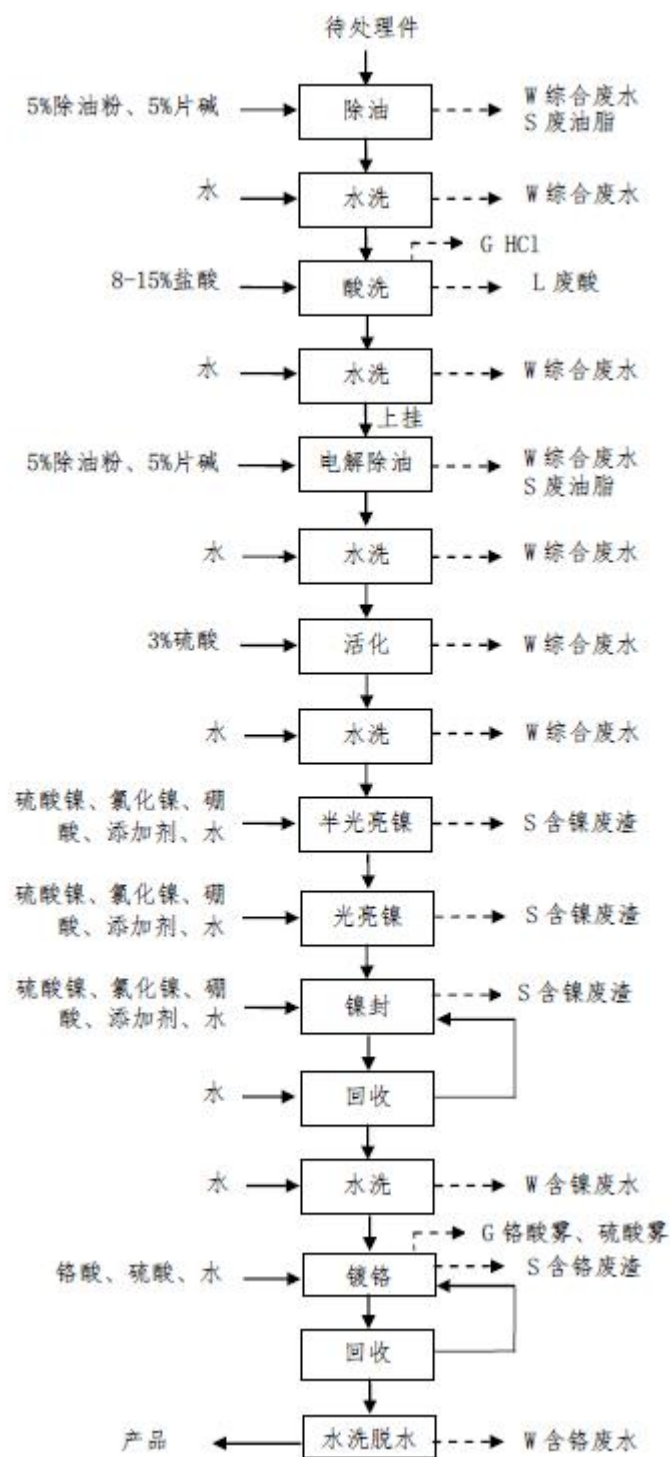 待处理件
5%除油粉、5%片碱
除油
W 综合废水
S 废油脂
水
水洗
W 综合废水
G HCl
8-15%盐酸
酸洗
L 废酸
水
水洗
W 综合废水
上挂
5%除油粉、5%片碱
电解除油
W 综合废水
S 废油脂
水
水洗
W 综合废水
3%硫酸
活化
W 综合废水
水
水洗
W 综合废水
硫酸镍、氯化镍、硼
酸、添加剂、水
半光亮镍
S 含镍废渣
硫酸镍、氯化镍、硼
酸、添加剂、水
光亮镍
S 含镍废渣
硫酸镍、氯化镍、硼
酸、添加剂、水
镍封
S 含镍废渣
水
回收
水
水洗
W 含镍废水
G 铬酸雾、硫酸雾
铬酸、硫酸、水
镀铬
S 含铬废渣
回收
产品
水洗脱水
W 含铬废水